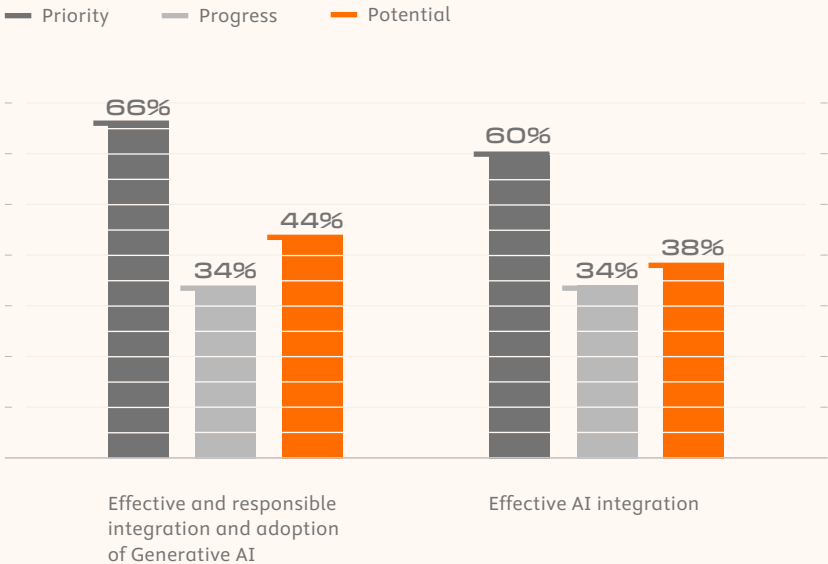 Priority
Progress
Potential
66%
34%
44%
60%
34%
38%
Effective and responsible
integration and adoption
of Generative AI
Effective AI integration